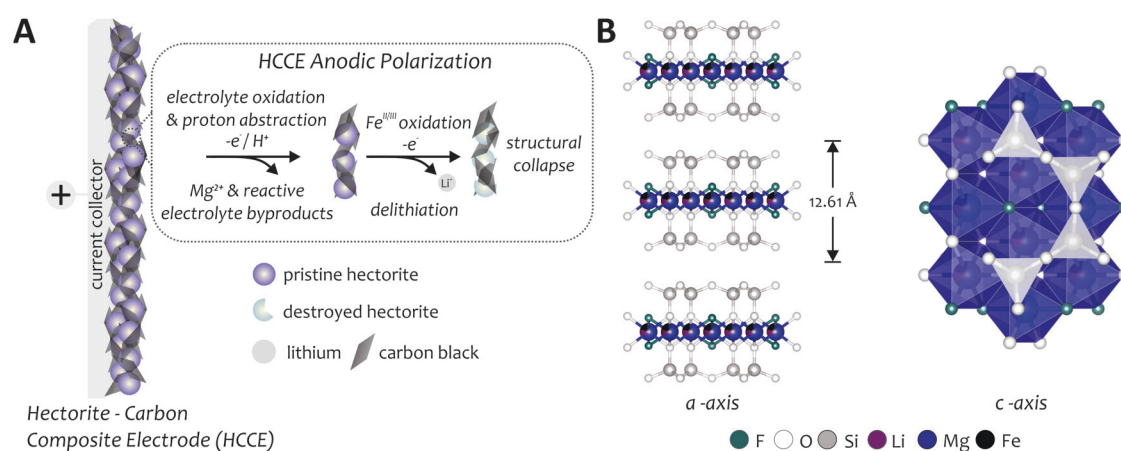 A
HCCE Anodic Polarization
electrolyte oxidation
& proton abstraction
-e⁻/ H⁺
Mg²⁺ & reactive
electrolyte byproducts
Feᴵᴵ/ᴵᴵᴵ oxidation
-e⁻
Li⁺
delithiation
structural
collapse
+
current collector
pristine hectorite
destroyed hectorite
lithium
carbon black
Hectorite - Carbon
Composite Electrode (HCCE)
B
12.61 Å
a -axis
c -axis
F O Si Li Mg Fe